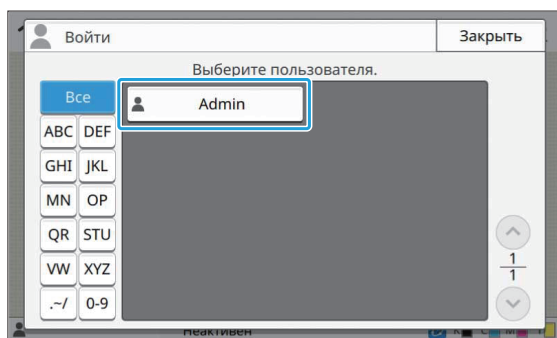 Войти
Закрыть
Выберите пользователя.
Все
Admin
ABC DEF
GHI JKL
MN OP
QR STU
VW XYZ
.~/ 0-9
1
1
Неактивен
K C M Y